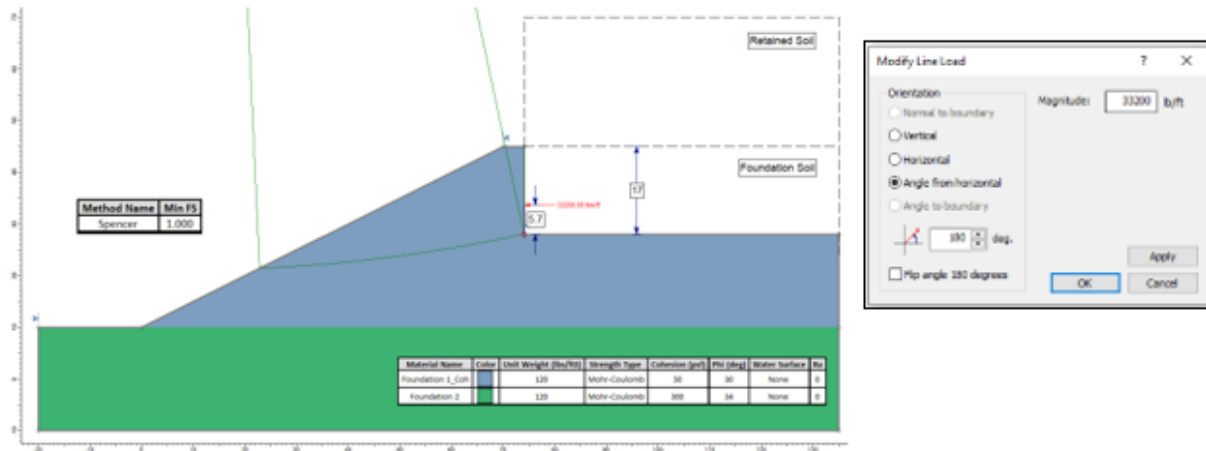 Retained Soil
Foundation Soil
17
5.7
Method Name Min FS
Spencer 1.000
Material Name Color Unit Weight (lbs/ft3) Strength Type Cohesion (psf) Phi (deg) Water Surface Ru
Foundation 1_Coh 120 Mohr-Coulomb 50 30 None 0
Foundation 2 120 Mohr-Coulomb 300 34 None 0
Modify Line Load ? X
Orientation
Normal to boundary
Vertical
Horizontal
Angle from horizontal
Angle to boundary
180 deg.
Flip angle 180 degrees
Magnitude: 33200 lb/ft
Apply
OK Cancel